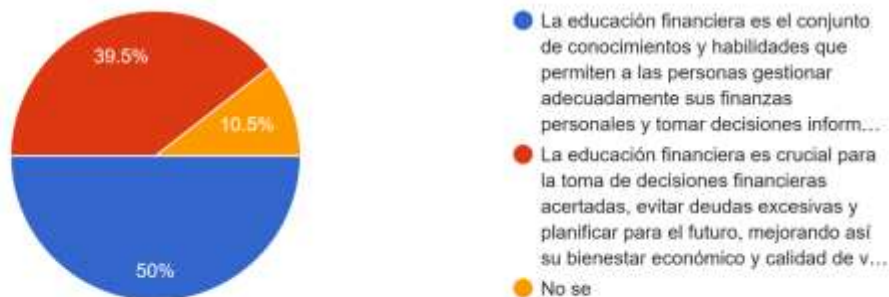 39.5%
10.5%
50%
La educación financiera es el conjunto
de conocimientos y habilidades que
permiten a las personas gestionar
adecuadamente sus finanzas
personales y tomar decisiones inform...
La educación financiera es crucial para
la toma de decisiones financieras
acertadas, evitar deudas excesivas y
planificar para el futuro, mejorando así
su bienestar económico y calidad de v...
No se